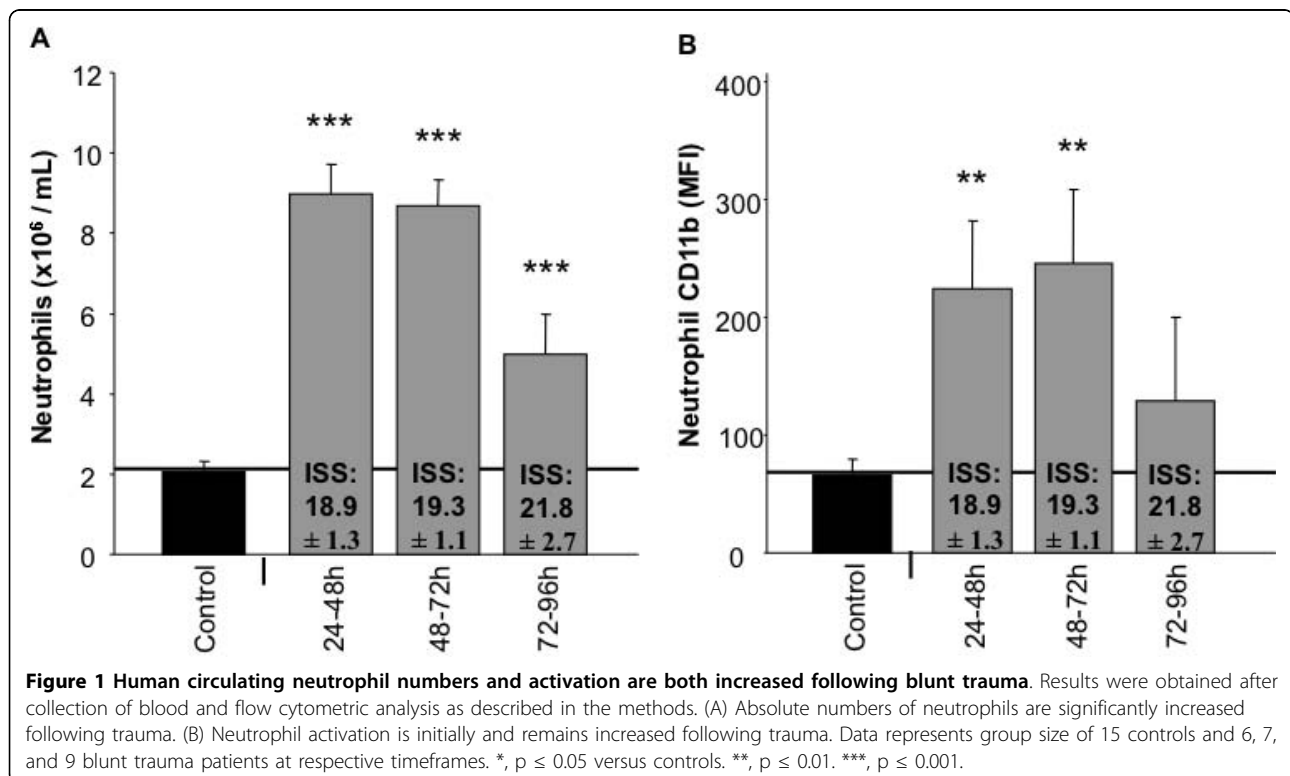 A
Neutrophils (x10⁶ / mL)
12
10
8
6
4
2
0
***
***
***
ISS:
18.9
± 1.3
ISS:
19.3
± 1.1
ISS:
21.8
± 2.7
Control
24-48h
48-72h
72-96h
B
Neutrophil CD11b (MFI)
400
300
200
100
0
**
**
ISS:
18.9
± 1.3
ISS:
19.3
± 1.1
ISS:
21.8
± 2.7
Control
24-48h
48-72h
72-96h
Figure 1 Human circulating neutrophil numbers and activation are both increased following blunt trauma. Results were obtained after
collection of blood and flow cytometric analysis as described in the methods. (A) Absolute numbers of neutrophils are significantly increased
following trauma. (B) Neutrophil activation is initially and remains increased following trauma. Data represents group size of 15 controls and 6, 7,
and 9 blunt trauma patients at respective timeframes. *, p ≤ 0.05 versus controls. **, p ≤ 0.01. ***, p ≤ 0.001.